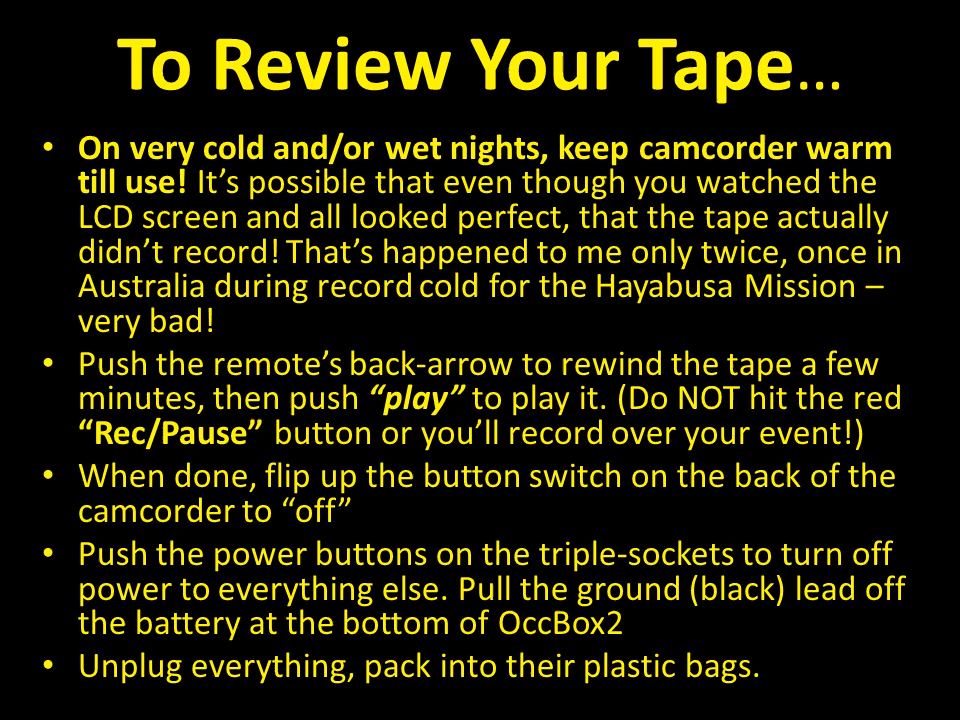 To Review Your Tape…
• On very cold and/or wet nights, keep camcorder warm
till use! It’s possible that even though you watched the
LCD screen and all looked perfect, that the tape actually
didn’t record! That’s happened to me only twice, once in
Australia during record cold for the Hayabusa Mission –
very bad!
• Push the remote’s back-arrow to rewind the tape a few
minutes, then push “play” to play it. (Do NOT hit the red
“Rec/Pause” button or you’ll record over your event!)
• When done, flip up the button switch on the back of the
camcorder to “off”
• Push the power buttons on the triple-sockets to turn off
power to everything else. Pull the ground (black) lead off
the battery at the bottom of OccBox2
• Unplug everything, pack into their plastic bags.